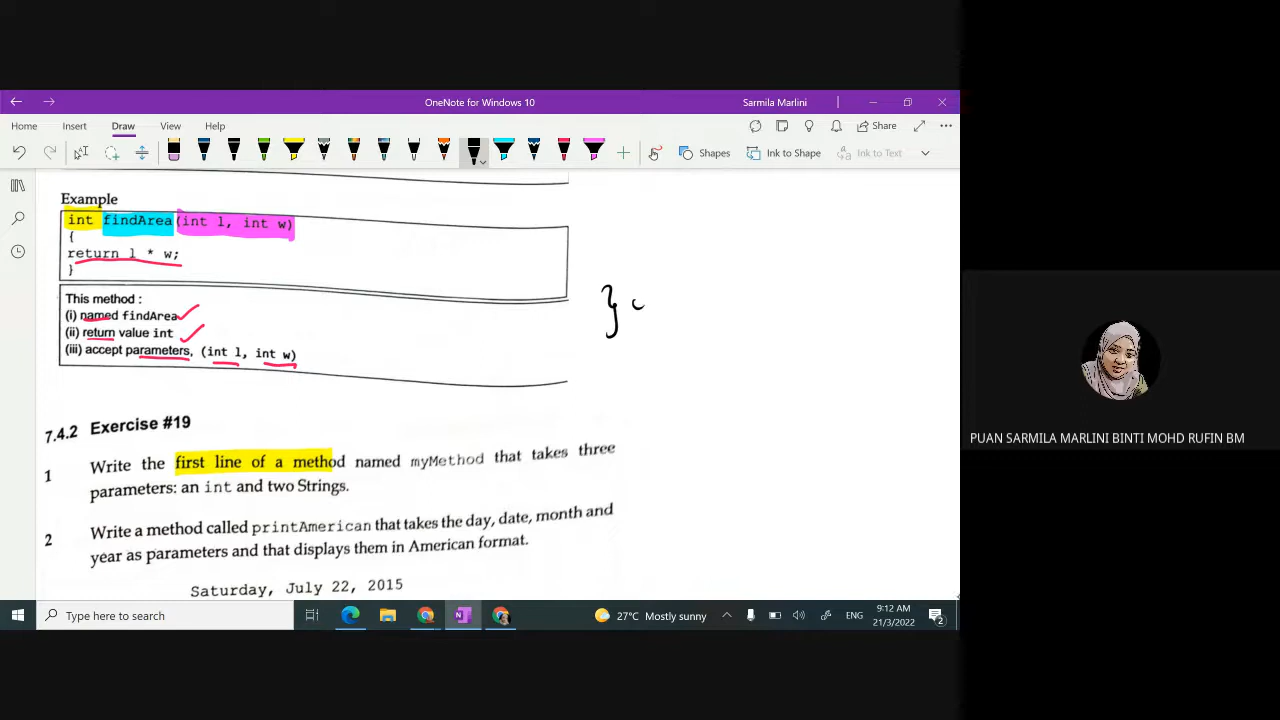 OneNote for Windows 10
Sarmila Marlini
Home Insert Draw View Help
Share
Shapes
Ink to Shape
Ink to Text
Example
int findArea(int l, int w)
{
return l * w;
}
This method :
(i) named findArea
(ii) return value int
(iii) accept parameters, (int l, int w)
}
7.4.2 Exercise #19
1 Write the first line of a method named myMethod that takes three
parameters: an int and two Strings.
2 Write a method called printAmerican that takes the day, date, month and
year as parameters and that displays them in American format.
Saturday, July 22, 2015
PUAN SARMILA MARLINI BINTI MOHD RUFIN BM
Type here to search
27°C Mostly sunny
ENG
9:12 AM
21/3/2022
2